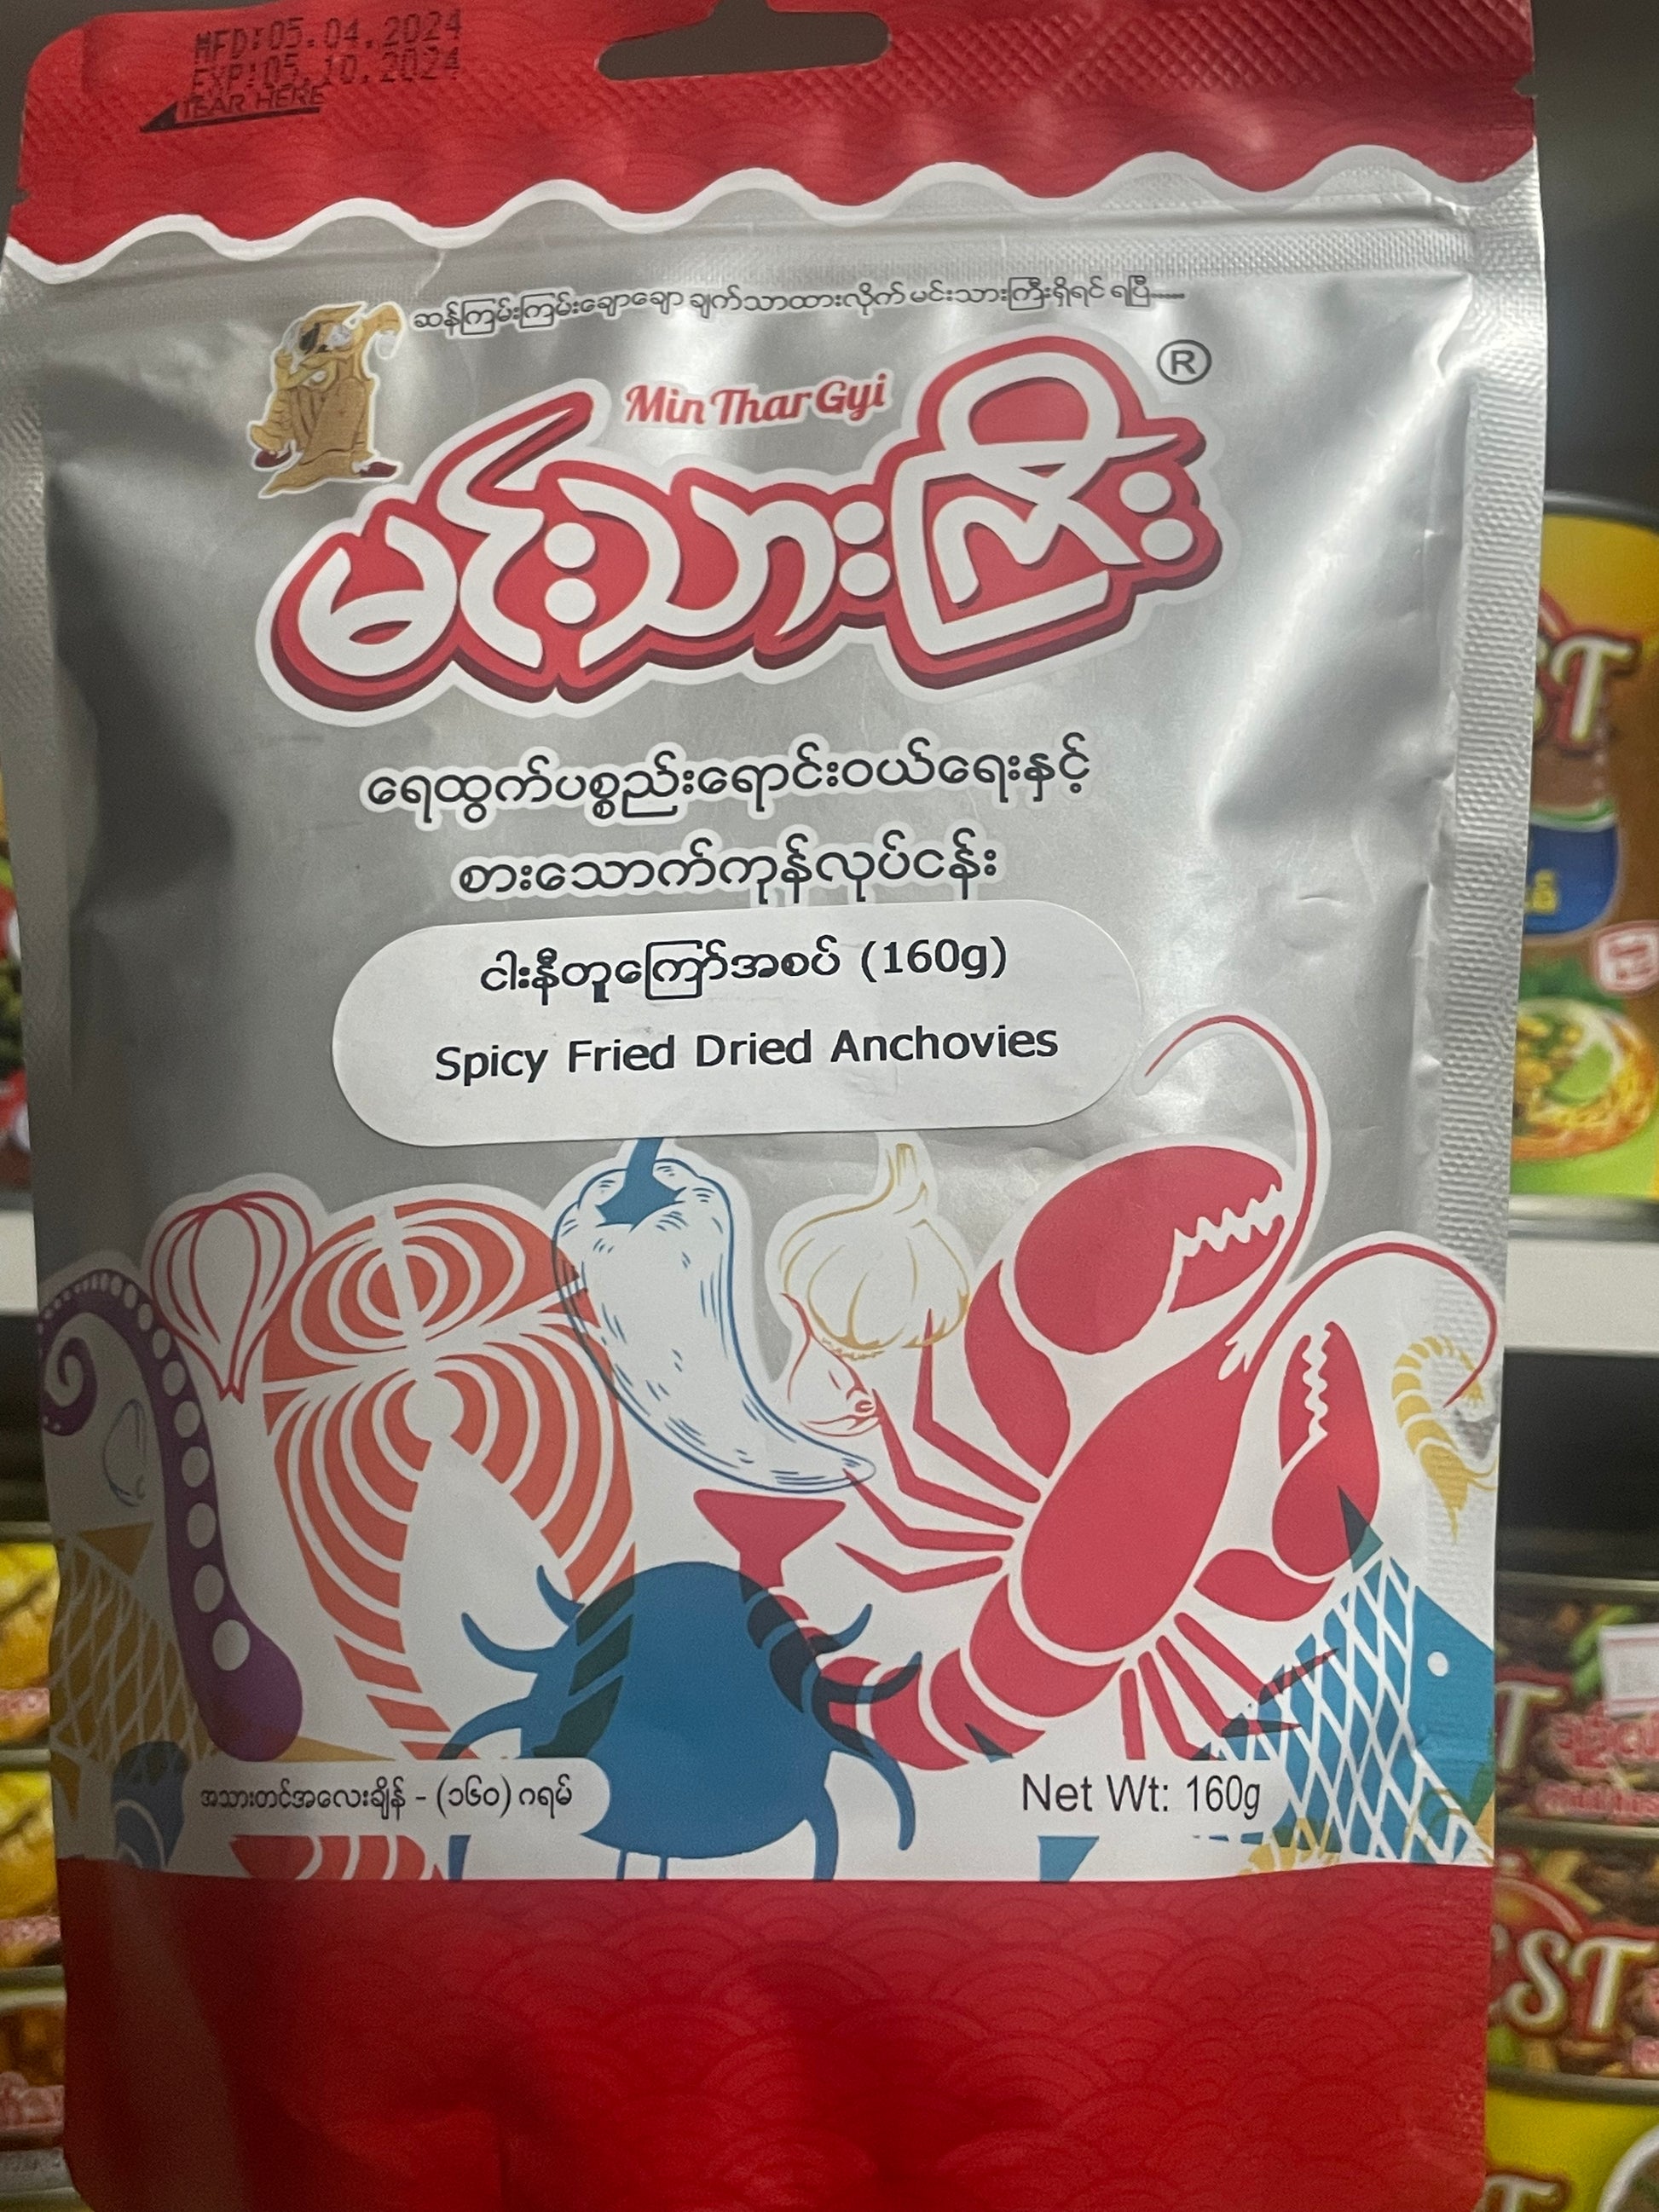 MFD:05.04.2024
EXP:05.10.2024
TEAR HERE
ဆန်ကြမ်းကြမ်းချောချော ချက်သာထားလိုက် မင်းသားကြီးရှိရင် ရပြီ----
Min Thar Gyi
®
မင်းသားကြီး
ရေထွက်ပစ္စည်းရောင်းဝယ်ရေးနှင့်
စားသောက်ကုန်လုပ်ငန်း
ငါးနီတူကြော်အစပ် (160g)
Spicy Fried Dried Anchovies
အသားတင်အလေးချိန် - (၁၆၀) ဂရမ်
Net Wt: 160g